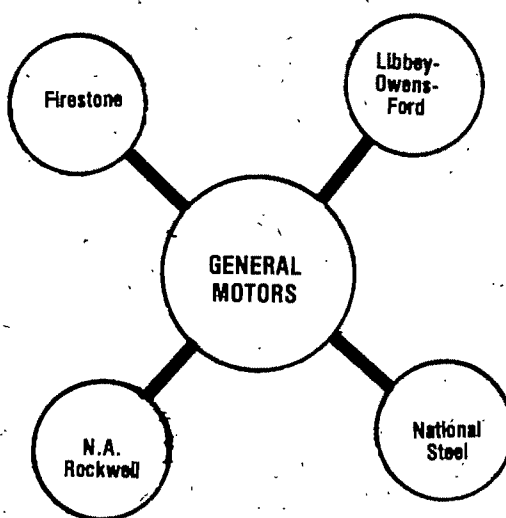 Firestone
Libbey-
Owens-
Ford
GENERAL
MOTORS
N.A.
Rockwell
National
Steel